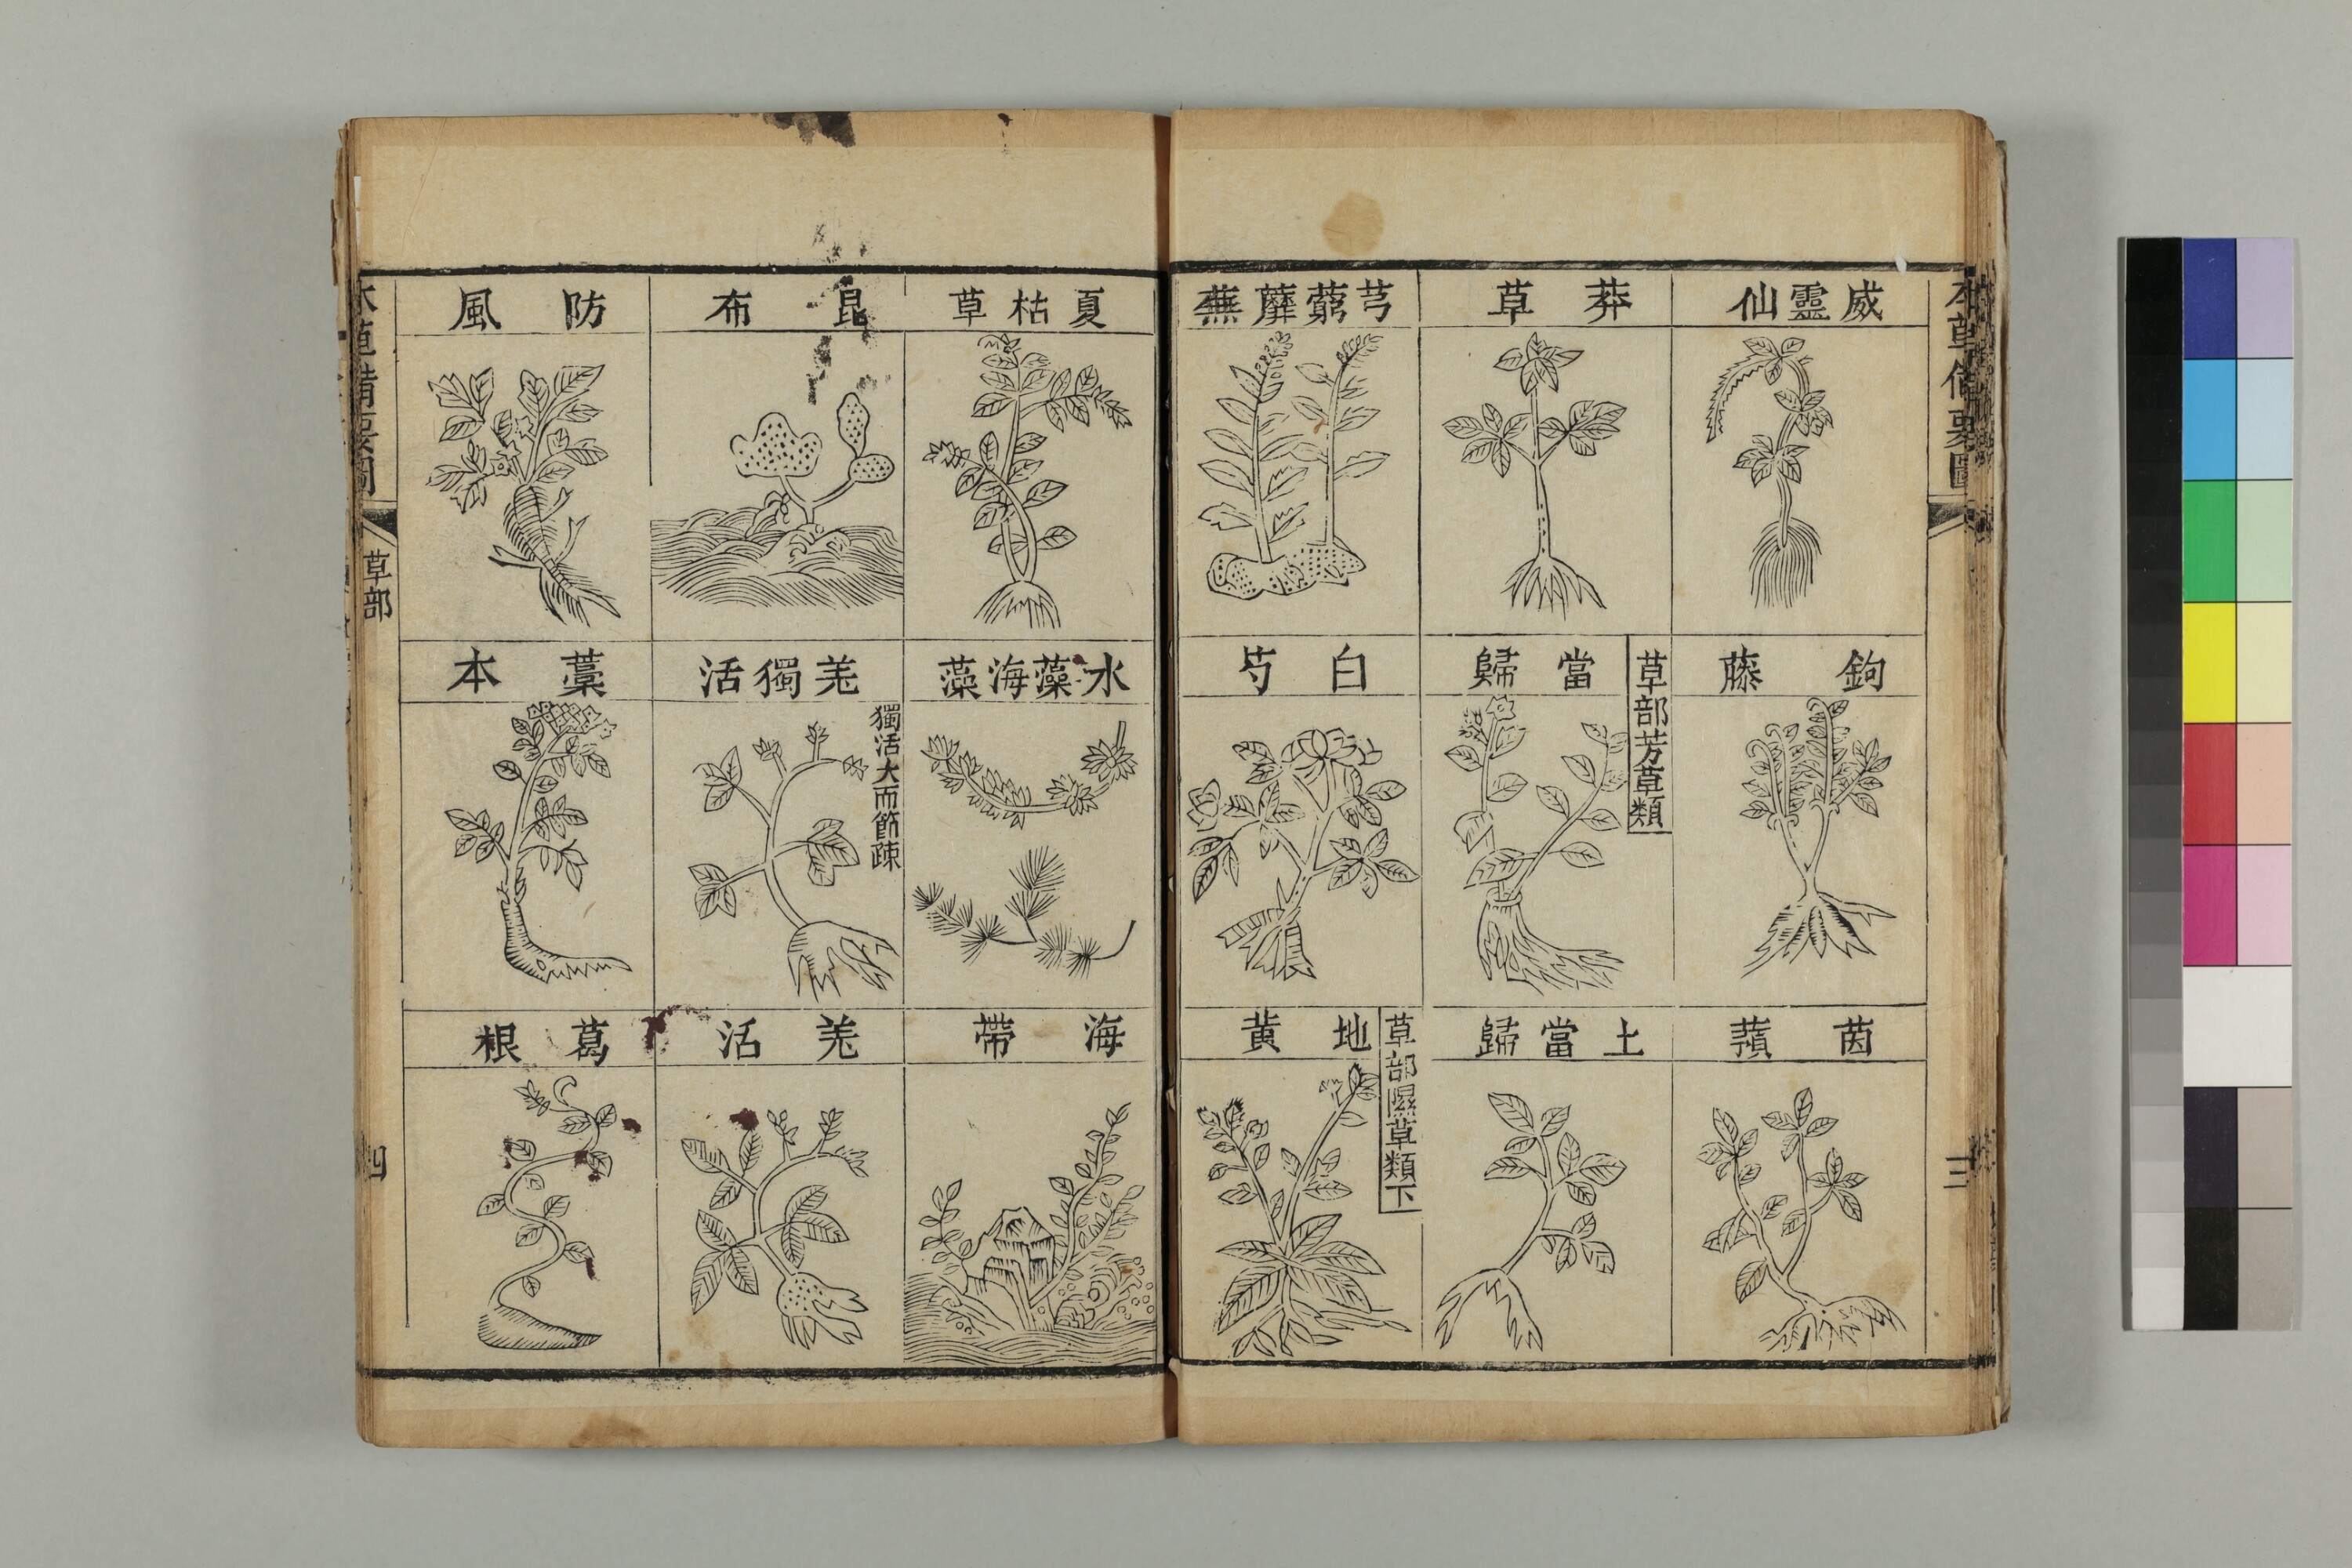 本草備要圖
三
威靈仙
莽草
芎藭蘼蕪
鉤藤
草部芳草類
當歸
白芍
茵蕷
土當歸
草部隰草類下
地黃
夏枯草
昆布
防風
水藻海藻
羌獨活
獨活大而節疎
藁本
海帶
羌活
葛根
本草備要圖
草部
四